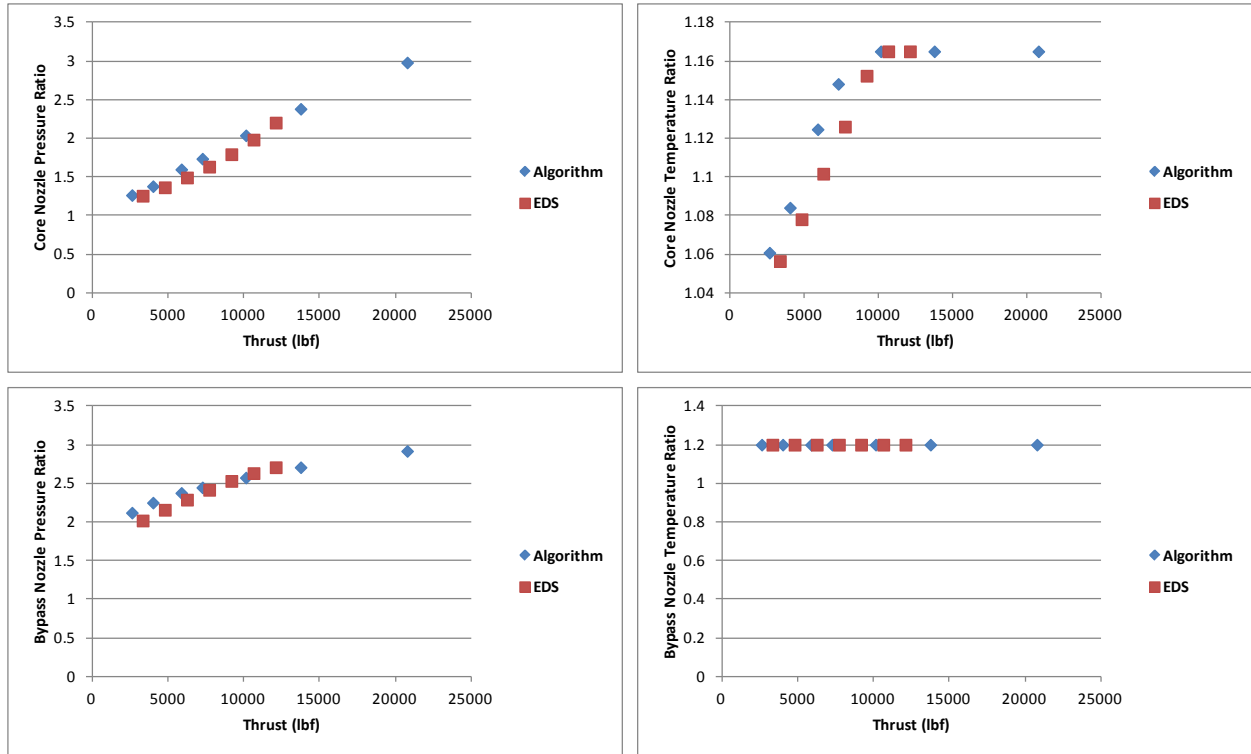 Core Nozzle Pressure Ratio
3.5
3
2.5
2
1.5
1
0.5
0
0 5000 10000 15000 20000 25000
Thrust (lbf)
Algorithm
EDS
Core Nozzle Temperature Ratio
1.18
1.16
1.14
1.12
1.1
1.08
1.06
1.04
0 5000 10000 15000 20000 25000
Thrust (lbf)
Algorithm
EDS
Bypass Nozzle Pressure Ratio
3.5
3
2.5
2
1.5
1
0.5
0
0 5000 10000 15000 20000 25000
Thrust (lbf)
Algorithm
EDS
Bypass Nozzle Temperature Ratio
1.4
1.2
1
0.8
0.6
0.4
0.2
0
0 5000 10000 15000 20000 25000
Thrust (lbf)
Algorithm
EDS